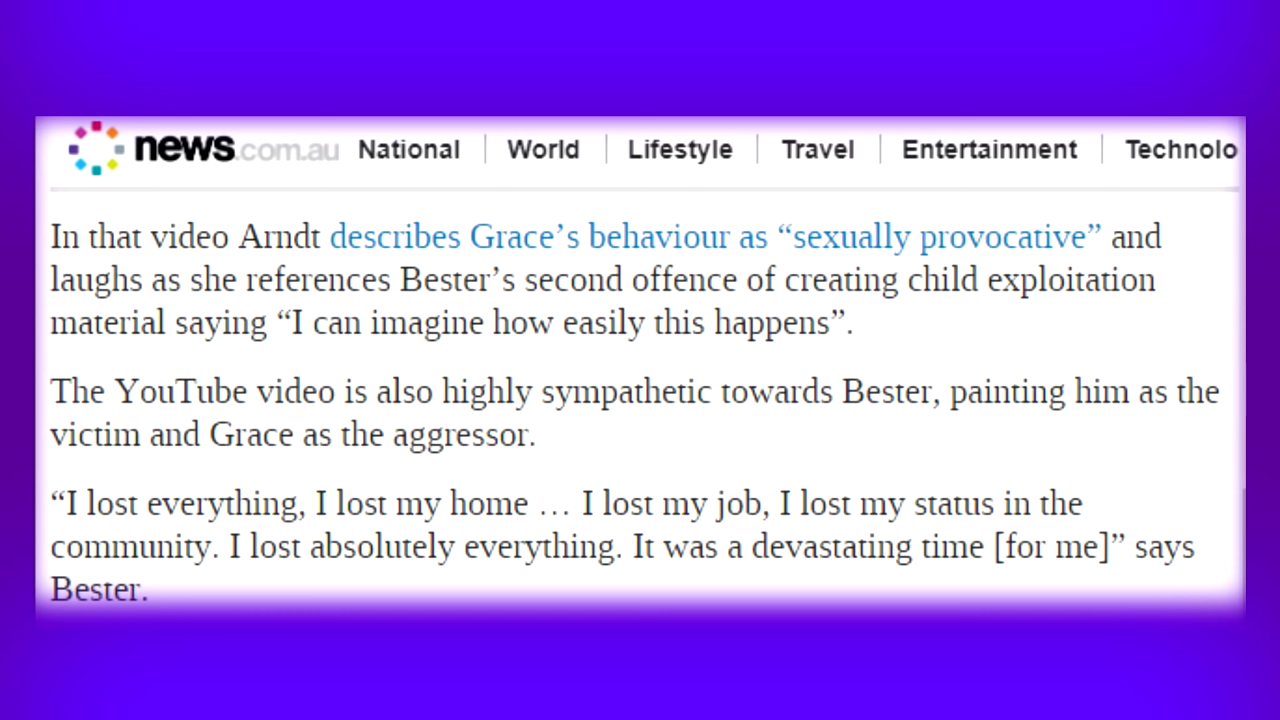 news.com.au National World Lifestyle Travel Entertainment Technolo
In that video Arndt describes Grace’s behaviour as “sexually provocative” and
laughs as she references Bester’s second offence of creating child exploitation
material saying “I can imagine how easily this happens”.
The YouTube video is also highly sympathetic towards Bester, painting him as the
victim and Grace as the aggressor.
“I lost everything, I lost my home … I lost my job, I lost my status in the
community. I lost absolutely everything. It was a devastating time [for me]” says
Bester.